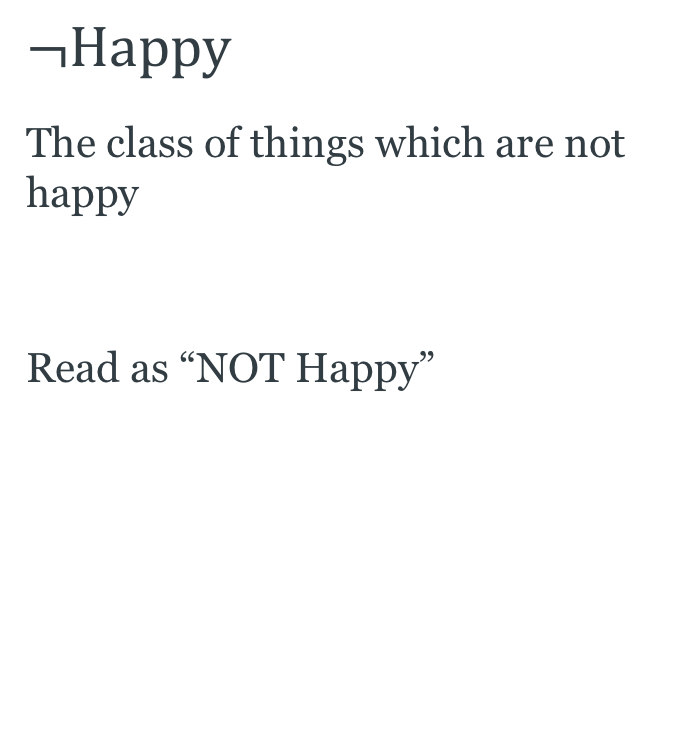 ¬Happy
The class of things which are not
happy
Read as “NOT Happy”